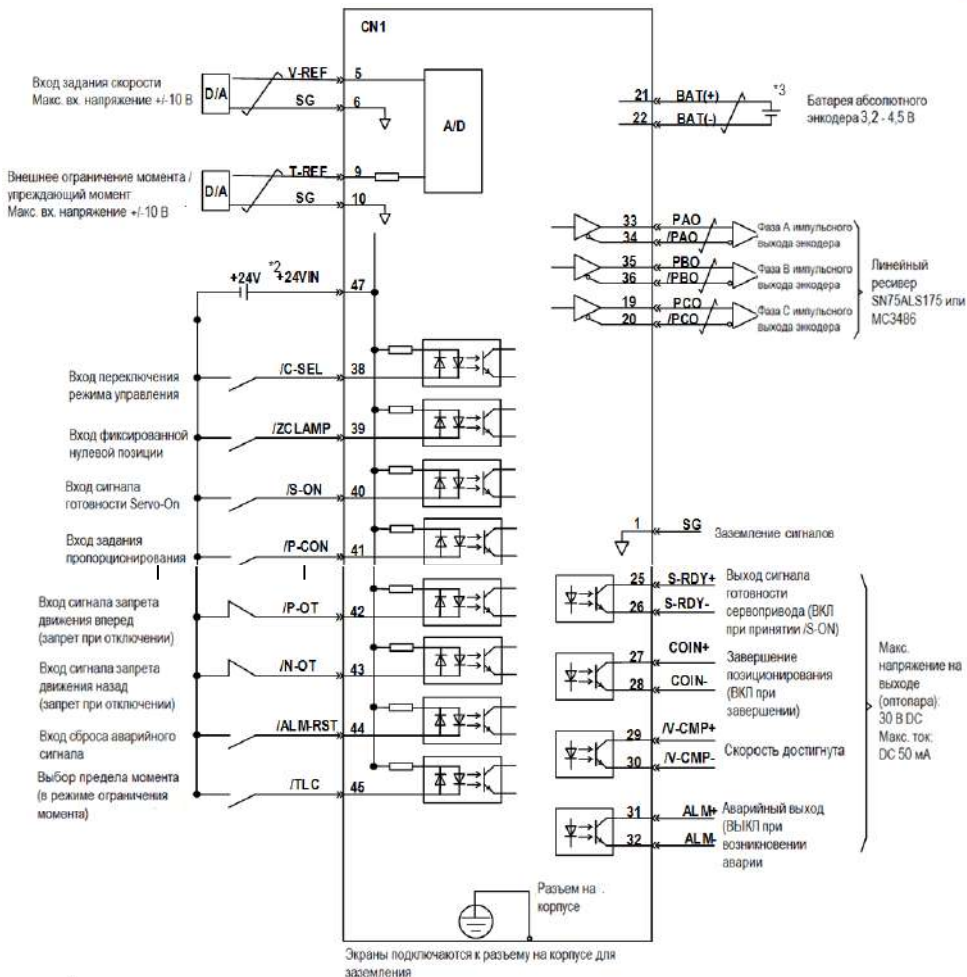 CN1
Вход задания скорости
Макс. вх. напряжение +/-10 В
D/A
V-REF
5
SG
6
A/D
Внешнее ограничение момента /
упреждающий момент
Макс. вх. напряжение +/-10 В
D/A
T-REF
9
SG
10
+24V
*2
+24VIN
47
Вход переключения
режима управления
/C-SEL
38
Вход фиксированной
нулевой позиции
/ZCLAMP
39
Вход сигнала
готовности Servo-On
/S-ON
40
Вход задания
пропорционирования
/P-CON
41
Вход сигнала запрета
движения вперед
(запрет при отключении)
/P-OT
42
Вход сигнала запрета
движения назад
(запрет при отключении)
/N-OT
43
Вход сброса аварийного
сигнала
/ALM-RST
44
Выбор предела момента
(в режиме ограничения
момента)
/TLC
45
21
BAT(+)
22
BAT(-)
*3
Батарея абсолютного
энкодера 3,2 - 4,5 В
33
PAO
34
/PAO
Фаза А импульсного
выхода энкодера
35
PBO
36
/PBO
Фаза В импульсного
выхода энкодера
19
PCO
20
/PCO
Фаза С импульсного
выхода энкодера
Линейный
ресивер
SN75ALS175 или
MC3486
1
SG
Заземление сигналов
25
S-RDY+
26
S-RDY-
Выход сигнала
готовности
сервопривода (ВКЛ
при принятии /S-ON)
27
COIN+
28
COIN-
Завершение
позиционирования
(ВКЛ при
завершении)
29
/V-CMP+
30
/V-CMP-
Скорость достигнута
31
ALM+
32
ALM-
Аварийный выход
(ВЫКЛ при
возникновении
аварии
Макс.
напряжение на
выходе
(оптопара):
30 В DC
Макс. ток:
DC 50 мА
Разъем на .
корпусе
Экраны подключаются к разъему на корпусе для
заземления